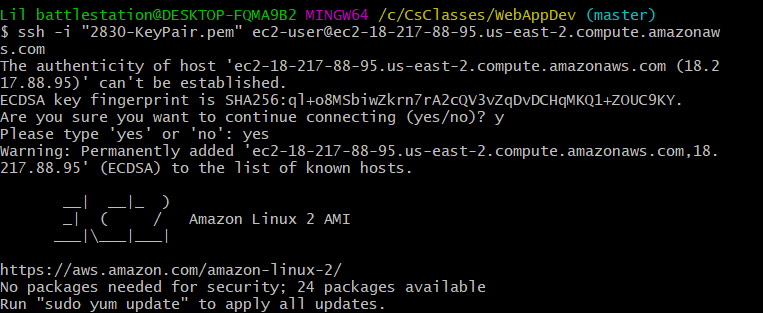 Lil battlestation@DESKTOP-FQMA9B2 MINGW64 /c/CsClasses/WebAppDev (master)
$ ssh -i "2830-KeyPair.pem" ec2-user@ec2-18-217-88-95.us-east-2.compute.amazonaw
s.com
The authenticity of host 'ec2-18-217-88-95.us-east-2.compute.amazonaws.com (18.2
17.88.95)' can't be established.
ECDSA key fingerprint is SHA256:ql+o8MSbiwZkrn7rA2cQV3vZqDvDCHqMKQ1+ZOUC9KY.
Are you sure you want to continue connecting (yes/no)? y
Please type 'yes' or 'no': yes
Warning: Permanently added 'ec2-18-217-88-95.us-east-2.compute.amazonaws.com,18.
217.88.95' (ECDSA) to the list of known hosts.

       __|  __|_  )
       _|  (     /   Amazon Linux 2 AMI
      ___|\___|___|

https://aws.amazon.com/amazon-linux-2/
No packages needed for security; 24 packages available
Run "sudo yum update" to apply all updates.